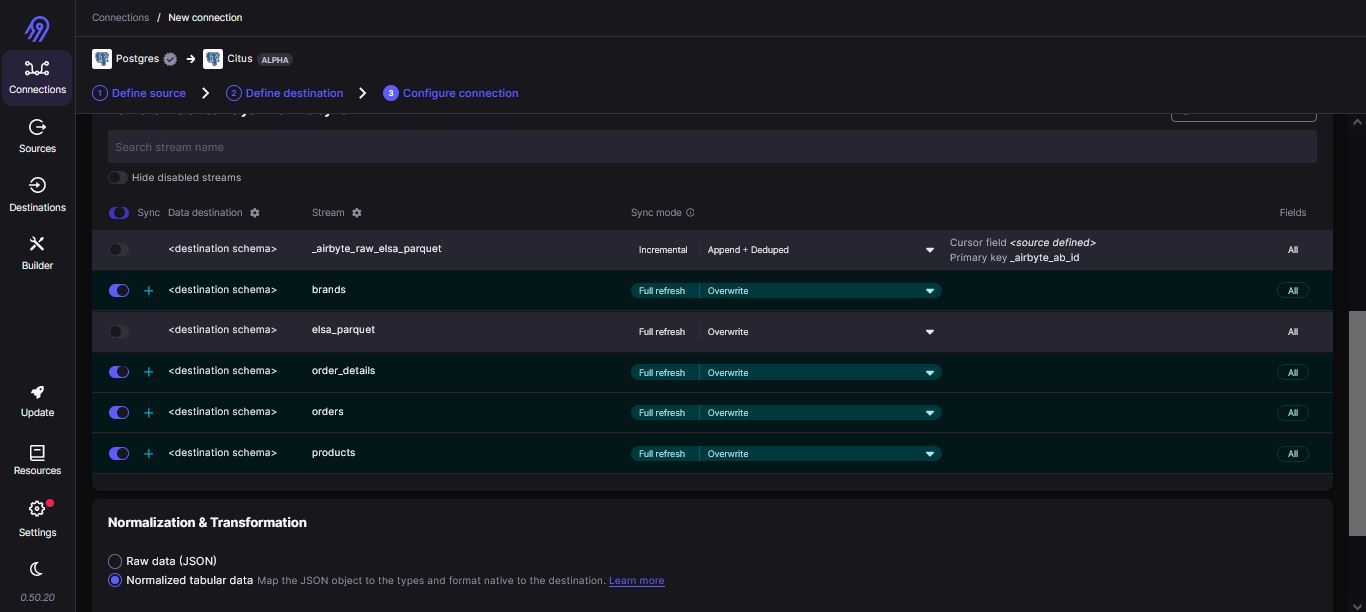 Connections / New connection
Postgres → Citus ALPHA
1 Define source > 2 Define destination > 3 Configure connection
Connections
Sources
Destinations
Builder
Update
Resources
Settings
0.50.20
Search stream name
Hide disabled streams
Sync Data destination Stream Sync mode Fields
<destination schema> _airbyte_raw_elsa_parquet Incremental Append + Deduped Cursor field <source defined> All
Primary key _airbyte_ab_id
+ <destination schema> brands Full refresh Overwrite All
<destination schema> elsa_parquet Full refresh Overwrite All
+ <destination schema> order_details Full refresh Overwrite All
+ <destination schema> orders Full refresh Overwrite All
+ <destination schema> products Full refresh Overwrite All
Normalization & Transformation
Raw data (JSON)
Normalized tabular data Map the JSON object to the types and format native to the destination. Learn more